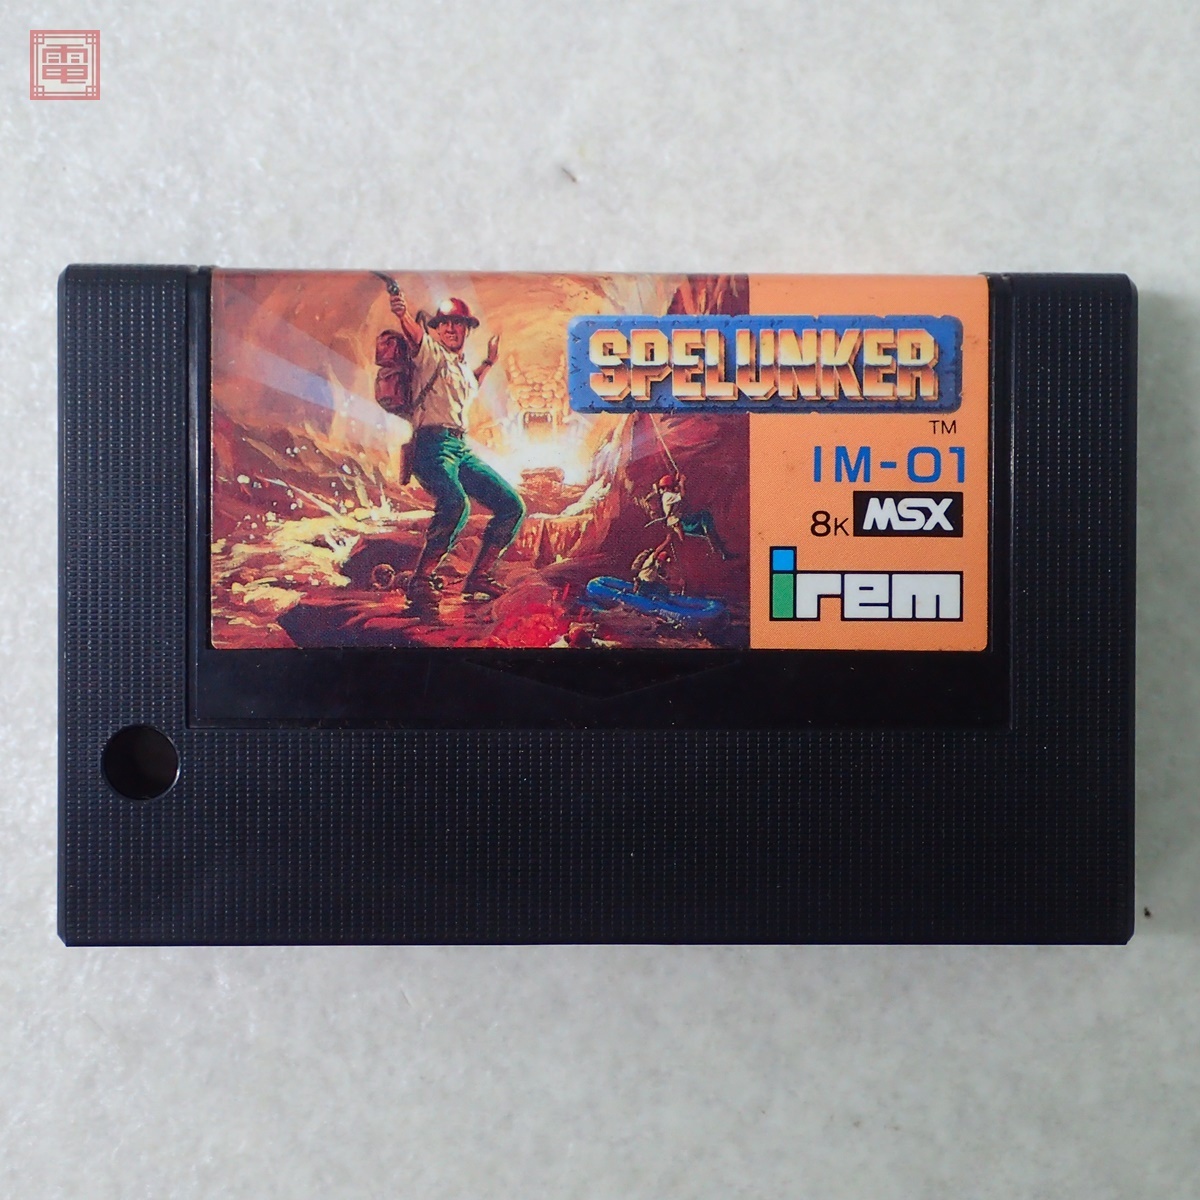 電
SPELUNKER
TM
IM-01
8K MSX
irem